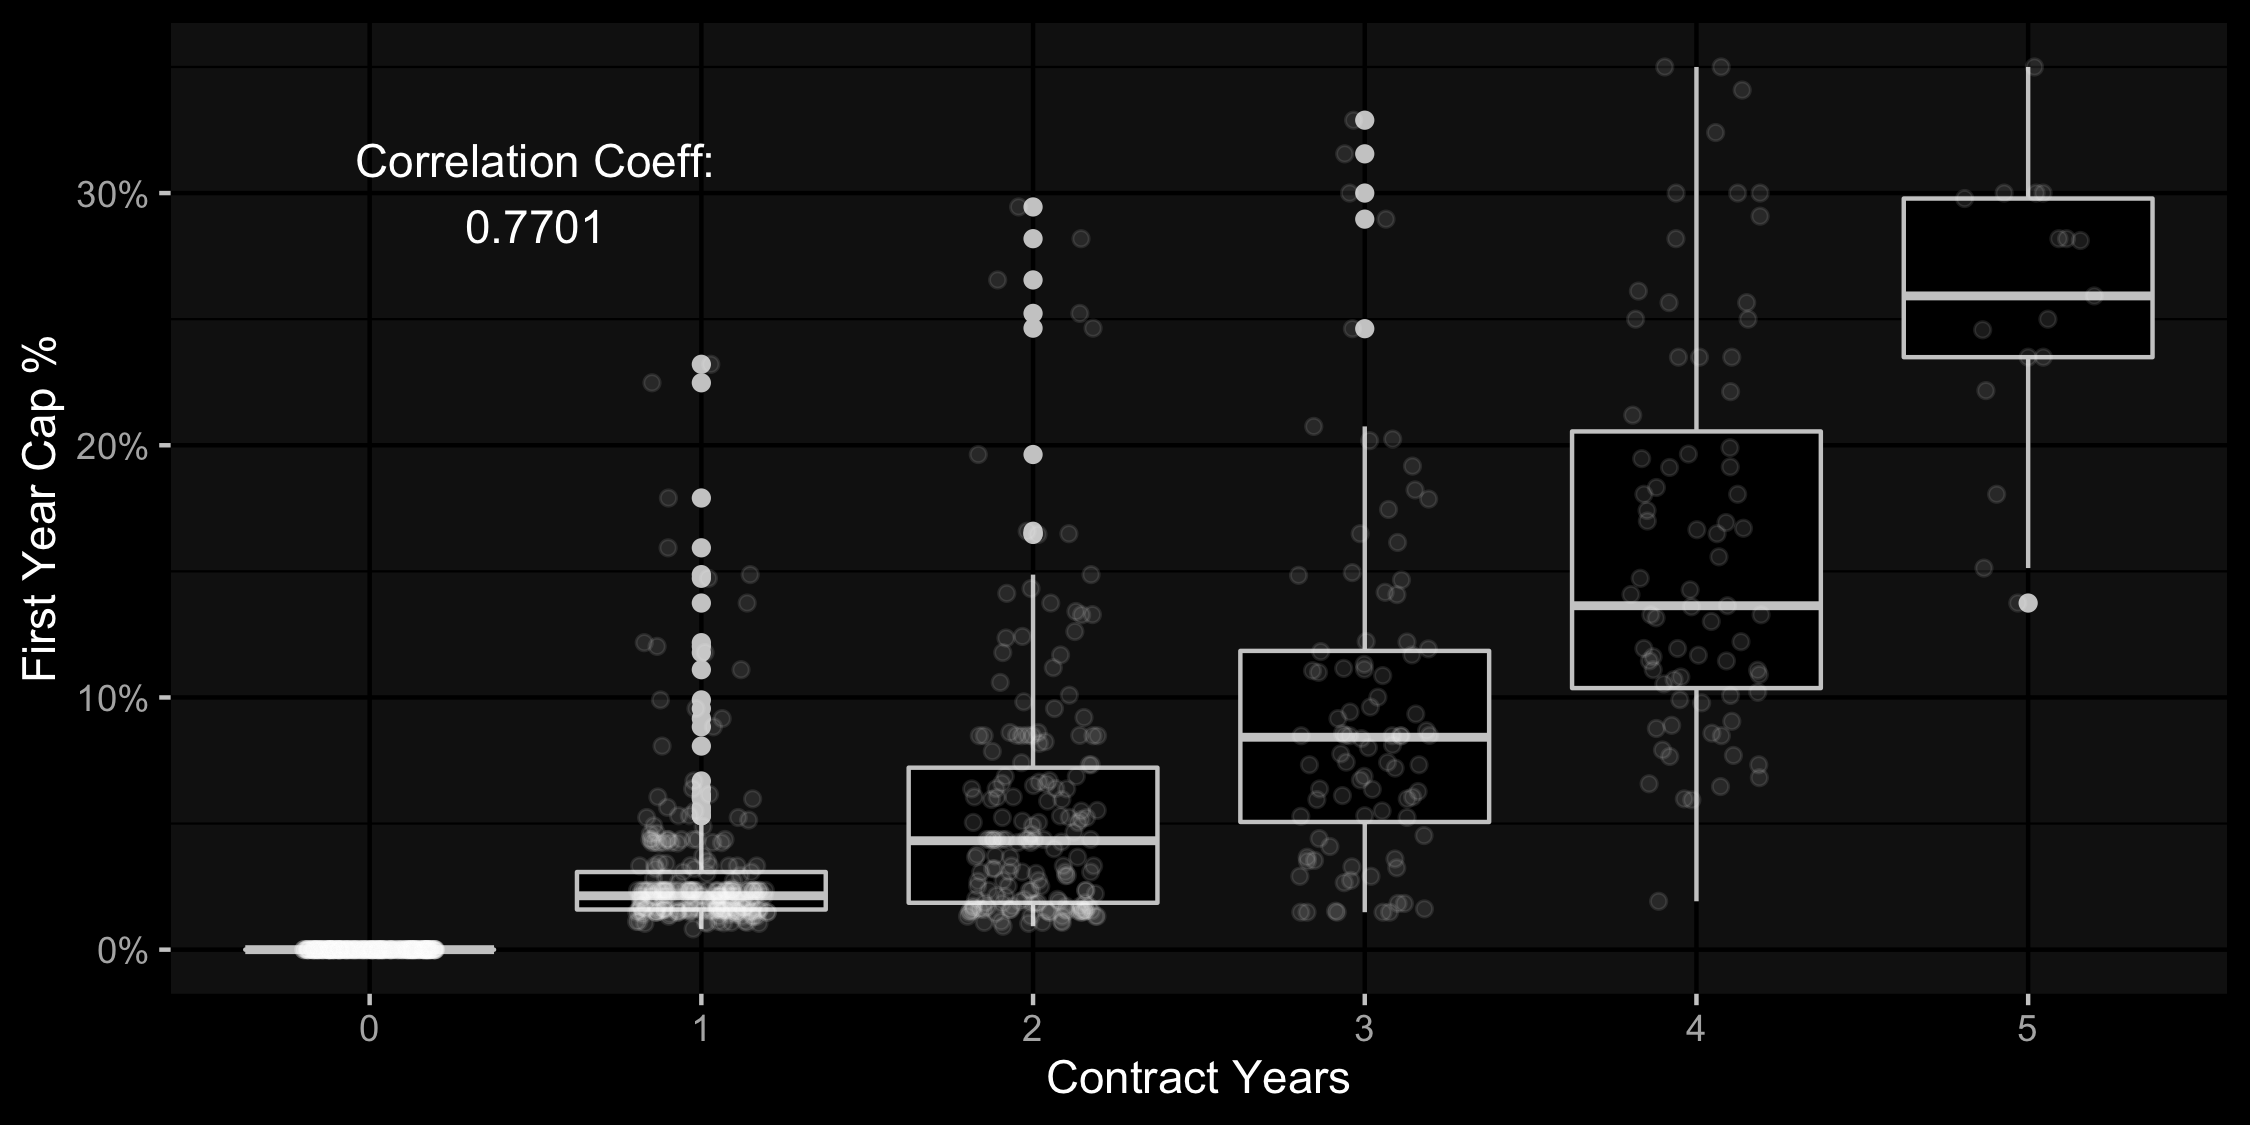 Correlation Coeff:
0.7701
First Year Cap %
30%
20%
10%
0%
0 1 2 3 4 5
Contract Years